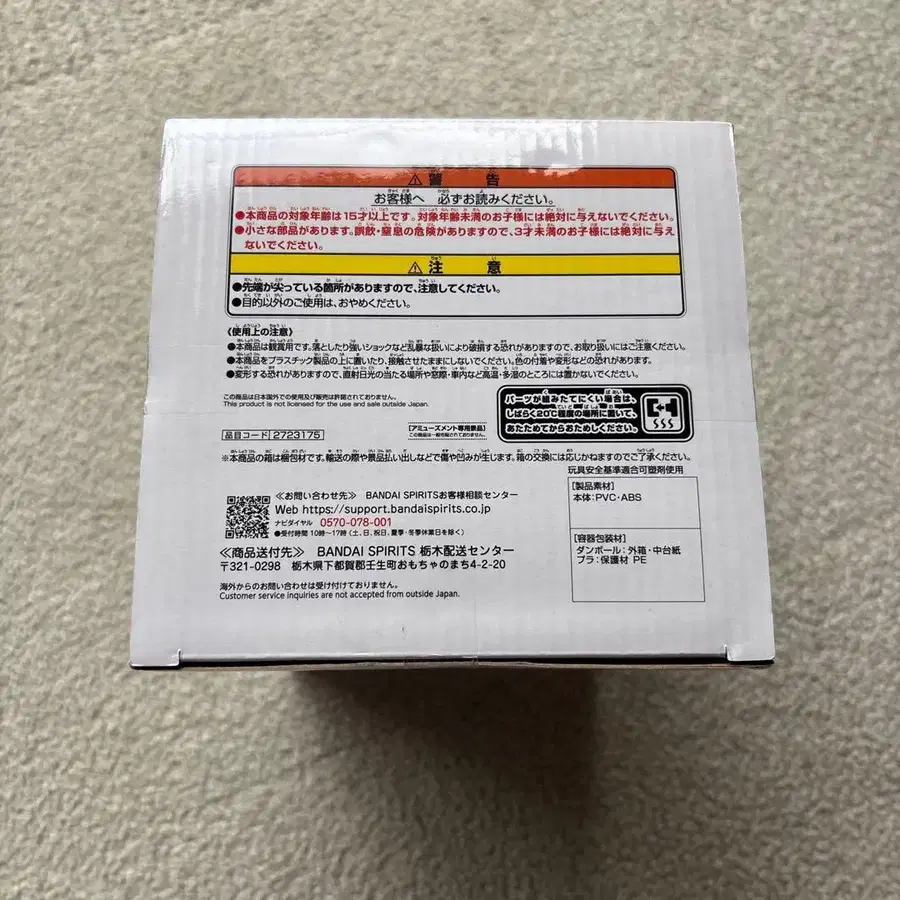 ⚠警 告
お客様へ 必ずお読みください。
●本商品の対象年齢は15才以上です。対象年齢未満のお子様には絶対に与えないでください。
●小さな部品があります。誤飲・窒息の危険がありますので、3才未満のお子様には絶対に与え
ないでください。
⚠注 意
●先端が尖っている箇所がありますので、注意してください。
●目的以外のご使用は、おやめください。
《使用上の注意》
●本商品は観賞用です。落としたり強いショックなど乱暴な扱いにより破損する恐れがありますので、お取り扱いにはご注意ください。
●本商品をプラスチック製品の上に置いたり、接触させたままにしないでください。色の付着や変形などの恐れがあります。
●変形する恐れがありますので、直射日光の当たる場所や窓際・車内など高温・多湿のところには置かないでください。
この商品は日本国外での使用及び販売は許諾されておりません。
This product is not licensed for the use and sale outside Japan.
パーツが組みたてにくい場合は、
しばらく20℃程度の場所に置いて、
あたためてからおためしください。
品目コード 2723175
[アミューズメント専用景品]
この商品は一般市販されておりません。
※本商品の箱は梱包材です。輸送の際や景品払い出しなどで傷や凹みが生じます。箱の交換には応じかねますのでご了承ください。
玩具安全基準適合可塑剤使用
[製品素材]
本体:PVC・ABS
[容器包装材]
ダンボール:外箱・中台紙
プラ:保護材 PE
≪お問い合わせ先≫ BANDAI SPIRITSお客様相談センター
Web https://support.bandaispirits.co.jp
ナビダイヤル 0570-078-001
●受付時間 10時~17時(土、日、祝日、夏季・冬季休業日を除く)
≪商品送付先≫ BANDAI SPIRITS 栃木配送センター
〒321-0298 栃木県下都賀郡壬生町おもちゃのまち4-2-20
海外からのお問い合わせは受け付けておりません。
Customer service inquiries are not accepted from outside Japan.